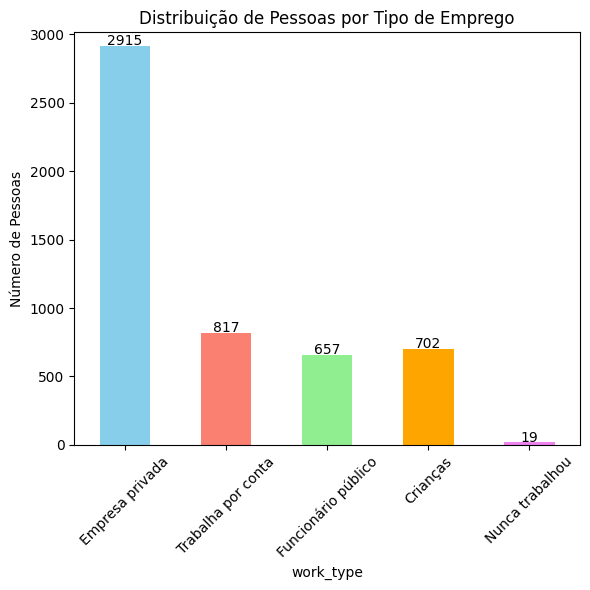 Distribuição de Pessoas por Tipo de Emprego
3000
2500
2000
1500
1000
500
0
Número de Pessoas
2915
817
657
702
19
Empresa privada
Trabalha por conta
Funcionário público
Crianças
Nunca trabalhou
work_type